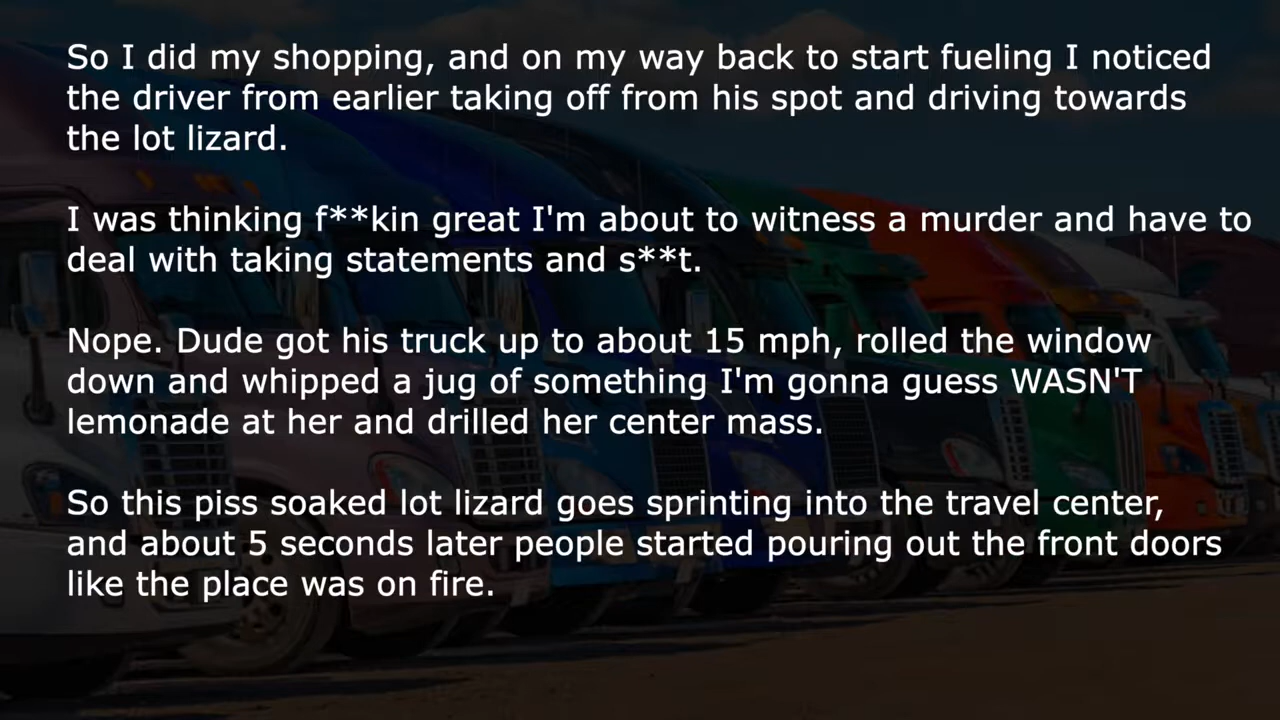 So I did my shopping, and on my way back to start fueling I noticed
the driver from earlier taking off from his spot and driving towards
the lot lizard.
I was thinking f**kin great I'm about to witness a murder and have to
deal with taking statements and s**t.
Nope. Dude got his truck up to about 15 mph, rolled the window
down and whipped a jug of something I'm gonna guess WASN'T
lemonade at her and drilled her center mass.
So this piss soaked lot lizard goes sprinting into the travel center,
and about 5 seconds later people started pouring out the front doors
like the place was on fire.